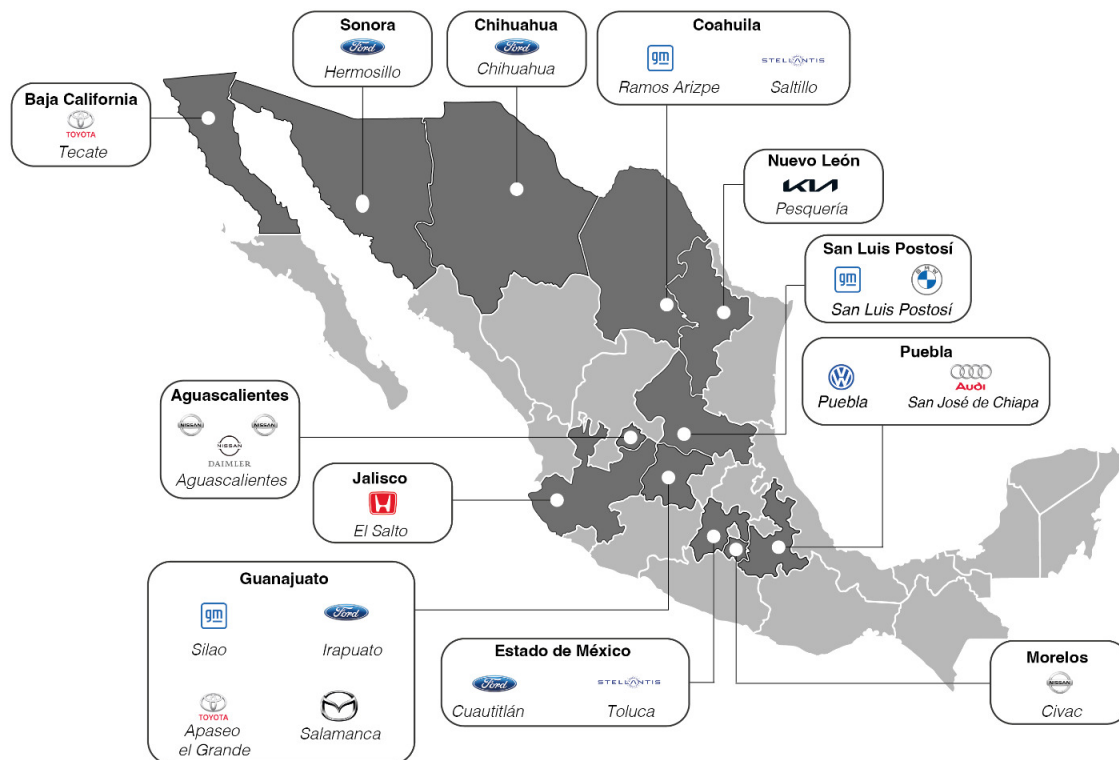 Sonora
Ford
Hermosillo
Chihuahua
Ford
Chihuahua
Coahuila
gm
STELLANTIS
Ramos Arizpe
Saltillo
Baja California
TOYOTA
Tecate
Nuevo León
KIA
Pesquería
San Luis Postosí
gm
BMW
San Luis Postosí
Puebla
VW
Audi
Puebla
San José de Chiapa
Aguascalientes
NISSAN
NISSAN
NISSAN
DAIMLER
Aguascalientes
Jalisco
H
El Salto
Guanajuato
gm
Ford
Silao
Irapuato
TOYOTA
Apaseo
el Grande
Salamanca
Estado de México
Ford
STELLANTIS
Cuautitlán
Toluca
Morelos
NISSAN
Civac